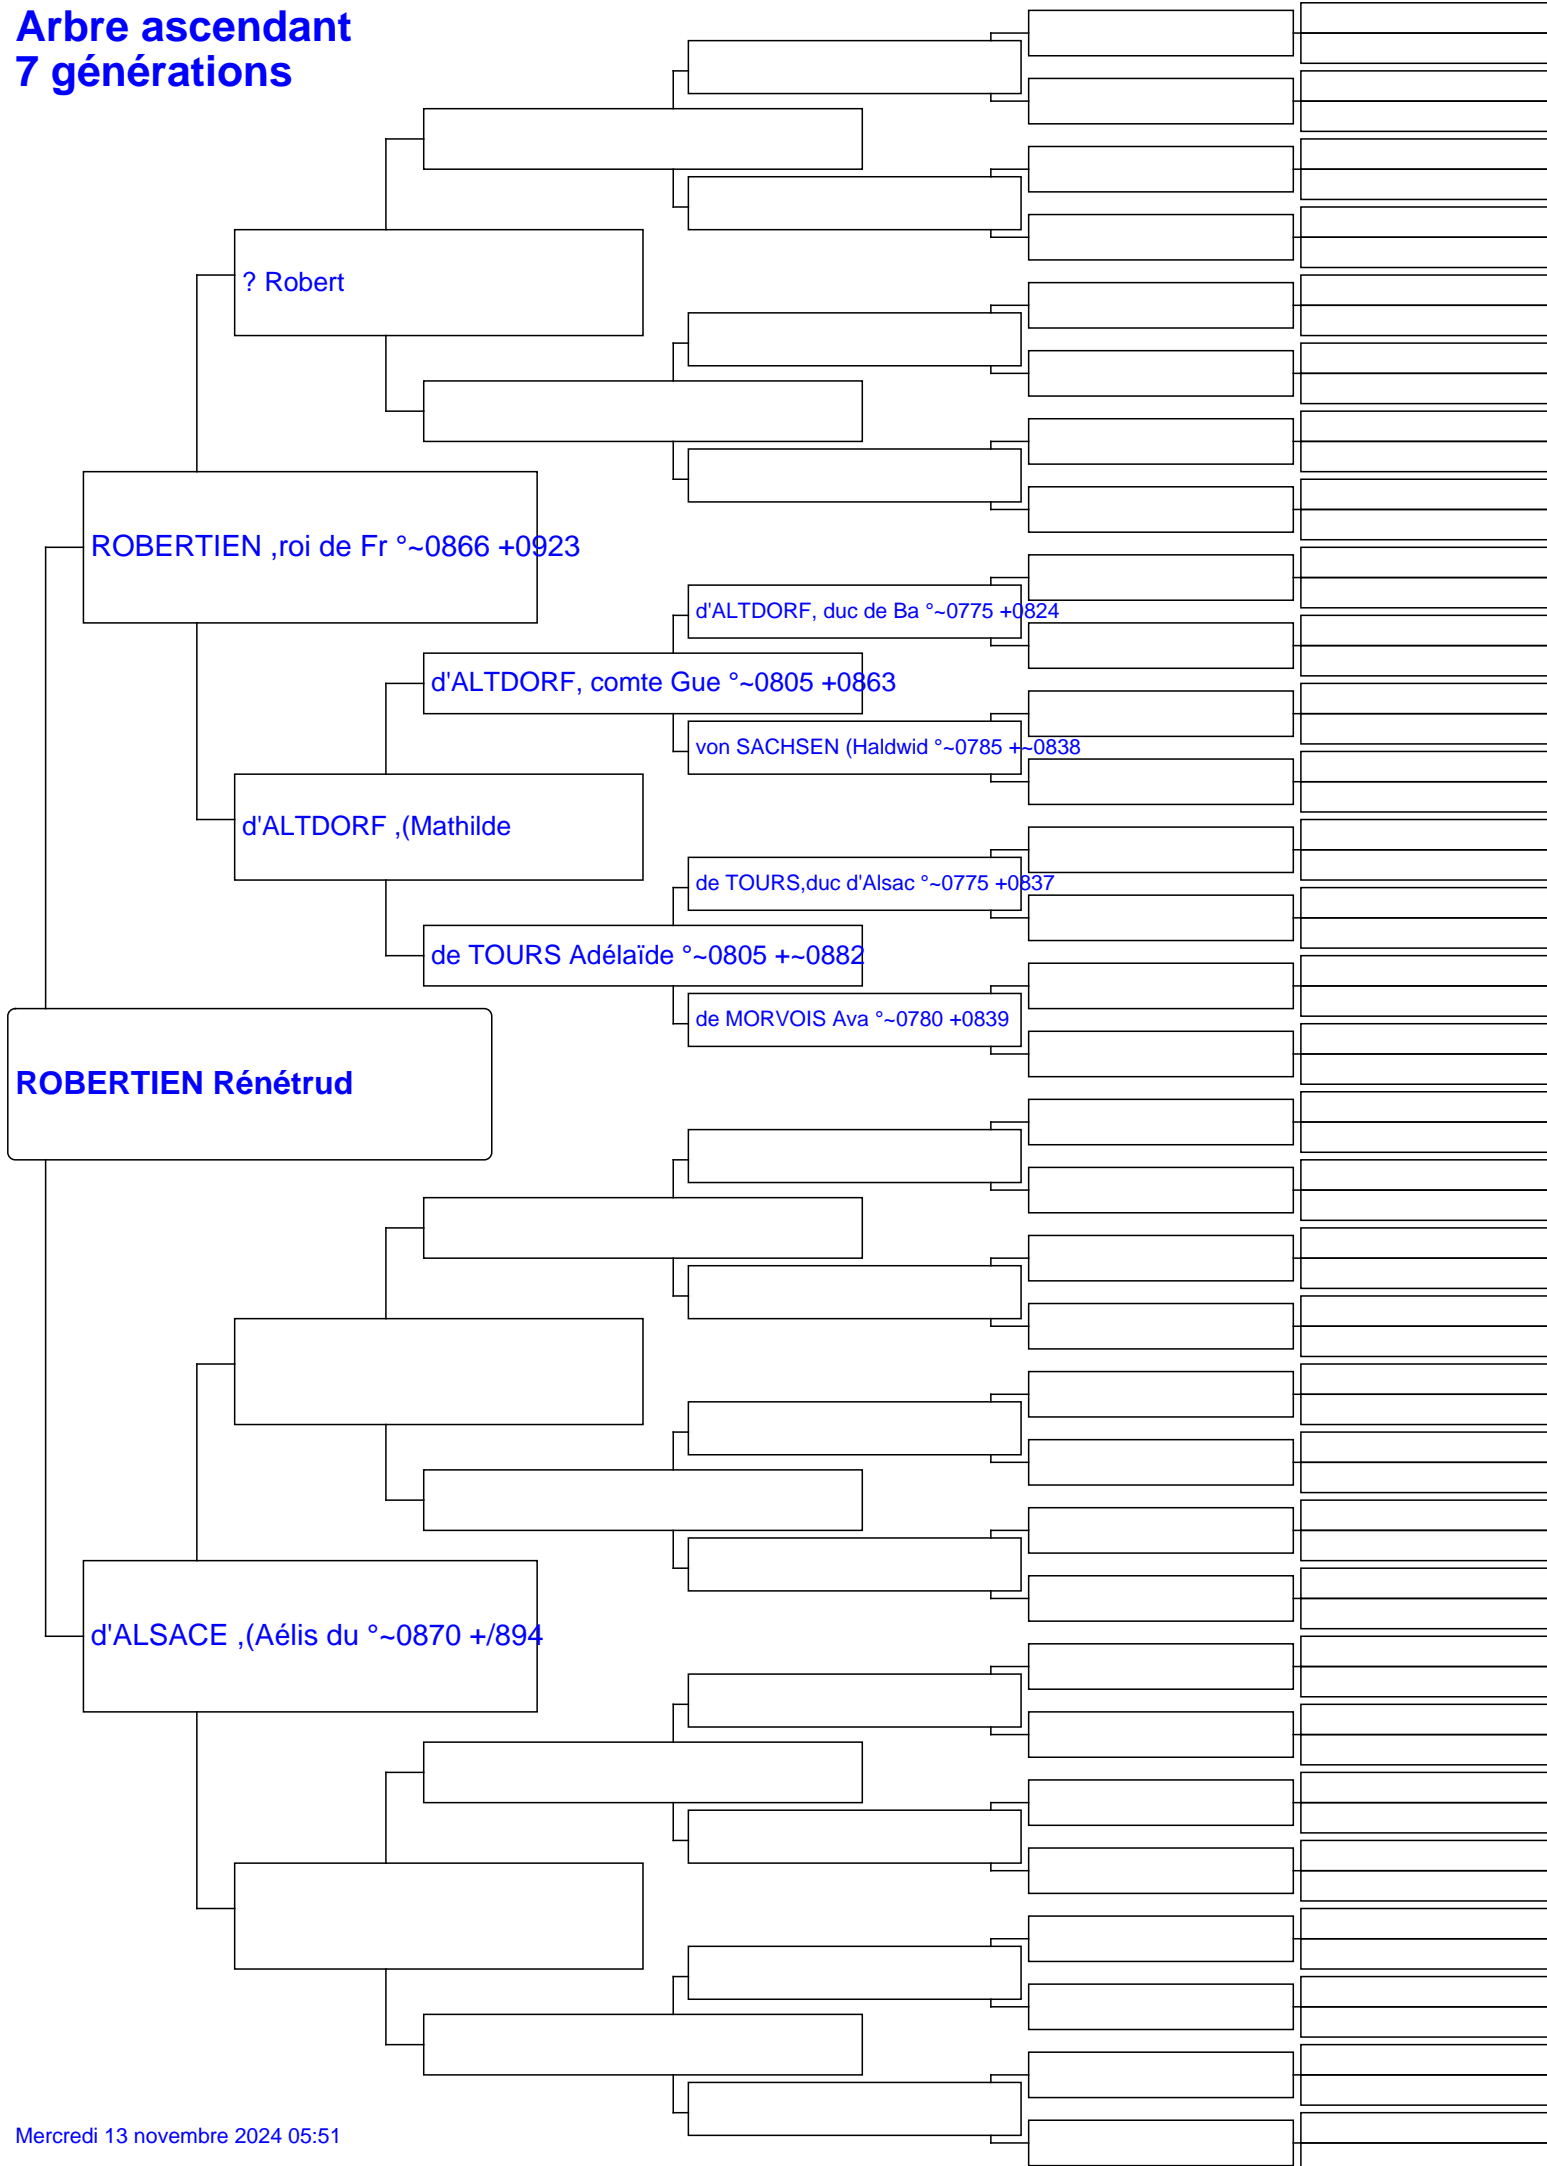 Arbre ascendant
7 générations
? Robert
ROBERTIEN ,roi de Fr °~0866 +0923
d'ALTDORF, duc de Ba °~0775 +0824
d'ALTDORF, comte Gue °~0805 +0863
von SACHSEN (Haldwid °~0785 +~0838
d'ALTDORF ,(Mathilde
de TOURS,duc d'Alsac °~0775 +0837
de TOURS Adélaïde °~0805 +~0882
de MORVOIS Ava °~0780 +0839
ROBERTIEN Rénétrud
d'ALSACE ,(Aélis du °~0870 +/894
Mercredi 13 novembre 2024 05:51